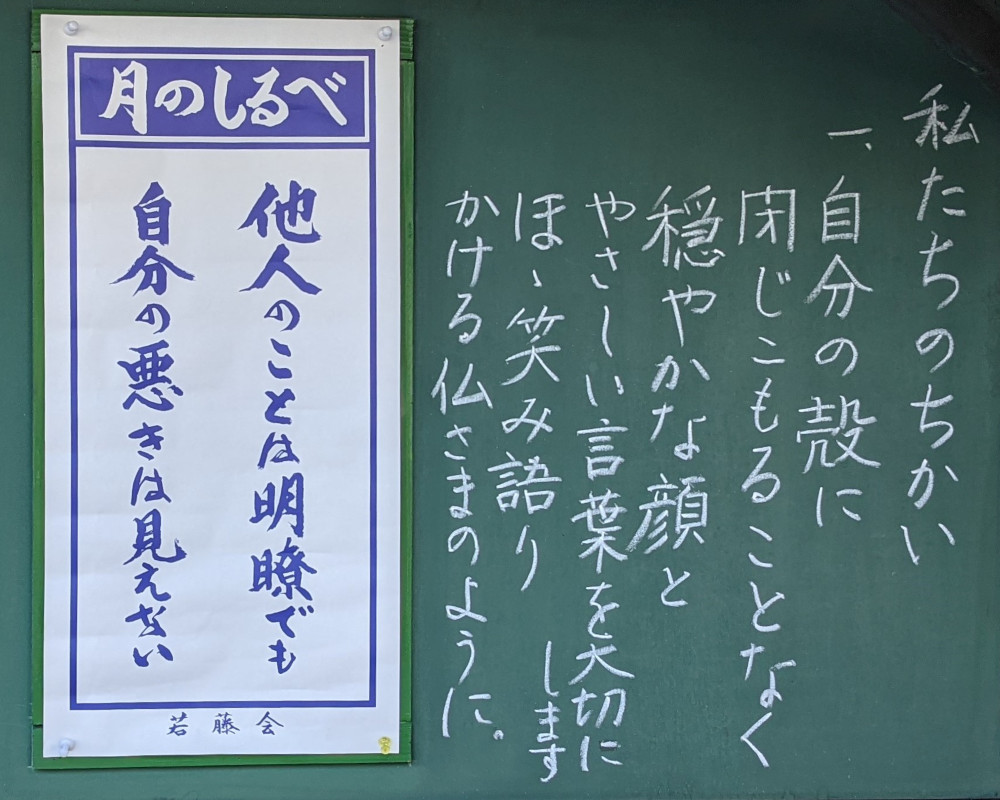 私たちのちかい
一、自分の殻に
閉じこもることなく
穏やかな顔と
やさしい言葉を大切に
します
ほゝ笑み語り
かける仏さまのように。
月のしるべ
他人のことは明瞭でも
自分の悪きは見えない
若藤会